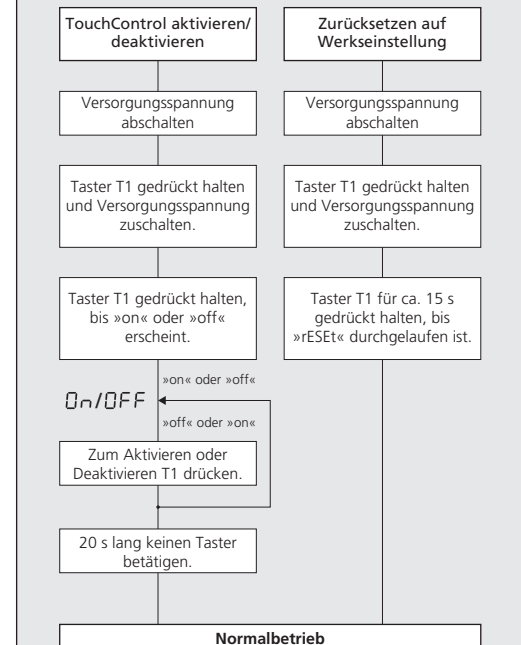 TouchControl aktivieren/
deaktivieren
Versorgungsspannung
abschalten
Taster T1 gedrückt halten
und Versorgungsspannung
zuschalten.
Taster T1 gedrückt halten,
bis »on« oder »off«
erscheint.
On/OFF
»on« oder »off«
»off« oder »on«
Zum Aktivieren oder
Deaktivieren T1 drücken.
20 s lang keinen Taster
betätigen.
Zurücksetzen auf
Werkseinstellung
Versorgungsspannung
abschalten
Taster T1 gedrückt halten
und Versorgungsspannung
zuschalten.
Taster T1 für ca. 15 s
gedrückt halten, bis
»rESEt« durchgelaufen ist.
Normalbetrieb